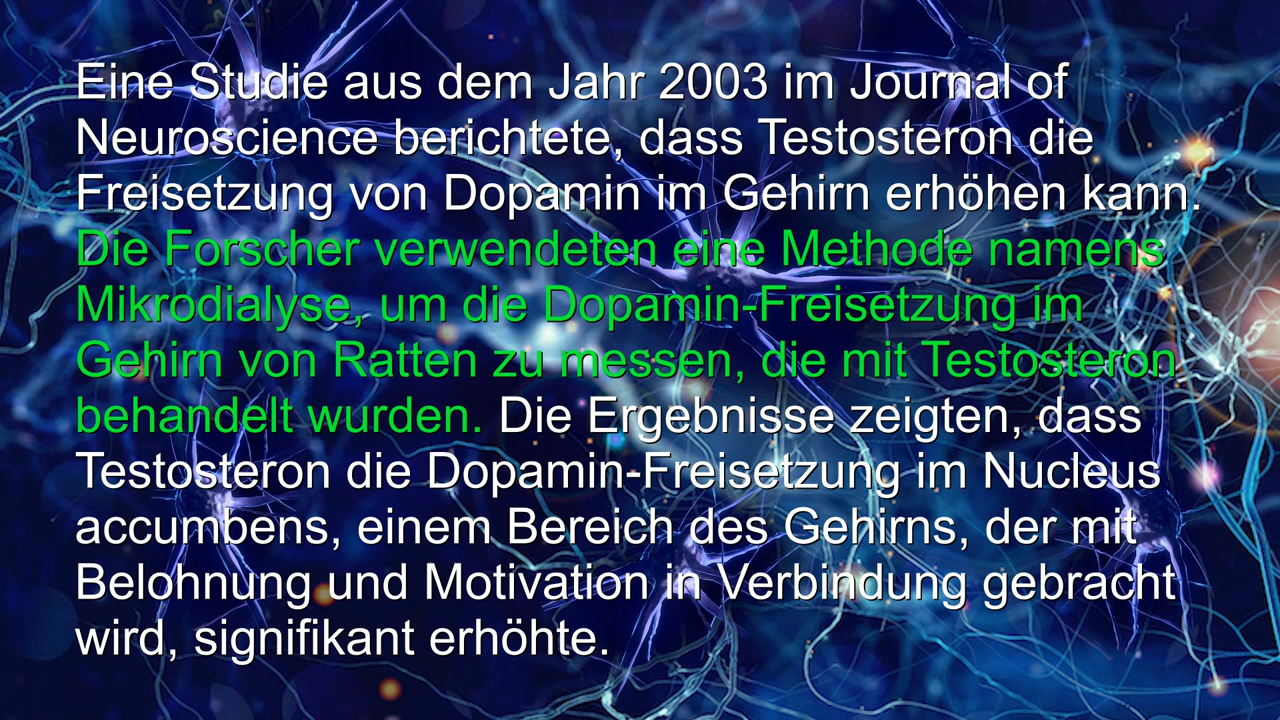 Eine Studie aus dem Jahr 2003 im Journal of
Neuroscience berichtete, dass Testosteron die
Freisetzung von Dopamin im Gehirn erhöhen kann.
Die Forscher verwendeten eine Methode namens
Mikrodialyse, um die Dopamin-Freisetzung im
Gehirn von Ratten zu messen, die mit Testosteron
behandelt wurden. Die Ergebnisse zeigten, dass
Testosteron die Dopamin-Freisetzung im Nucleus
accumbens, einem Bereich des Gehirns, der mit
Belohnung und Motivation in Verbindung gebracht
wird, signifikant erhöhte.